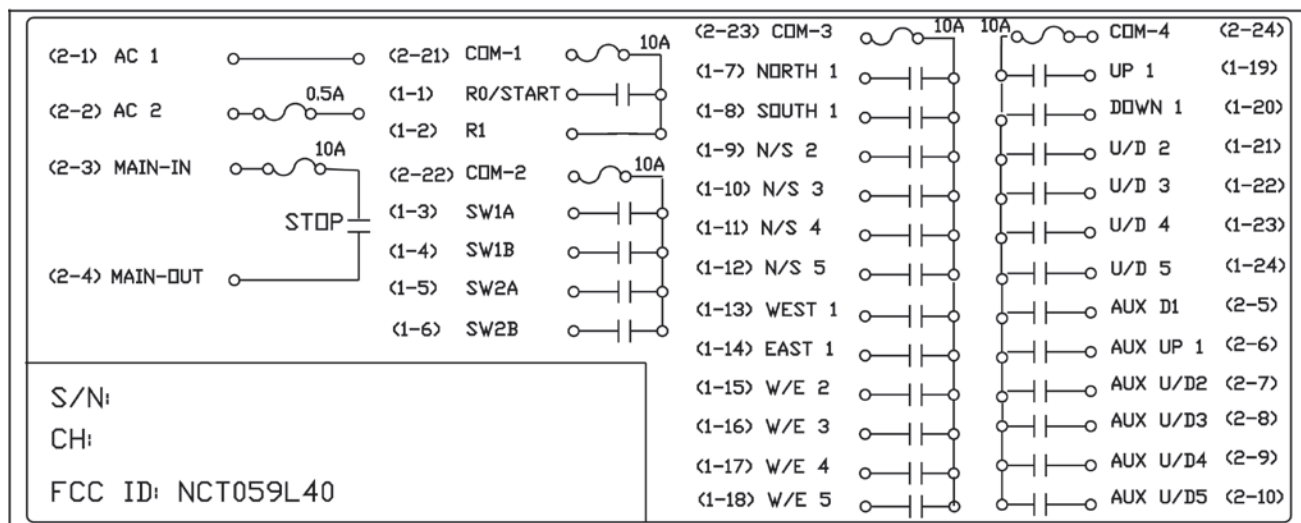 (2-1) AC 1
(2-2) AC 2
0.5A
(2-3) MAIN-IN
10A
STOP
(2-4) MAIN-OUT
(2-21) COM-1
10A
(1-1) R0/START
(1-2) R1
(2-22) COM-2
10A
(1-3) SW1A
(1-4) SW1B
(1-5) SW2A
(1-6) SW2B
(2-23) COM-3
10A
(1-7) NORTH 1
(1-8) SOUTH 1
(1-9) N/S 2
(1-10) N/S 3
(1-11) N/S 4
(1-12) N/S 5
(1-13) WEST 1
(1-14) EAST 1
(1-15) W/E 2
(1-16) W/E 3
(1-17) W/E 4
(1-18) W/E 5
10A
COM-4 (2-24)
UP 1 (1-19)
DOWN 1 (1-20)
U/D 2 (1-21)
U/D 3 (1-22)
U/D 4 (1-23)
U/D 5 (1-24)
AUX D1 (2-5)
AUX UP 1 (2-6)
AUX U/D2 (2-7)
AUX U/D3 (2-8)
AUX U/D4 (2-9)
AUX U/D5 (2-10)
S/N:
CH:
FCC ID: NCT059L40